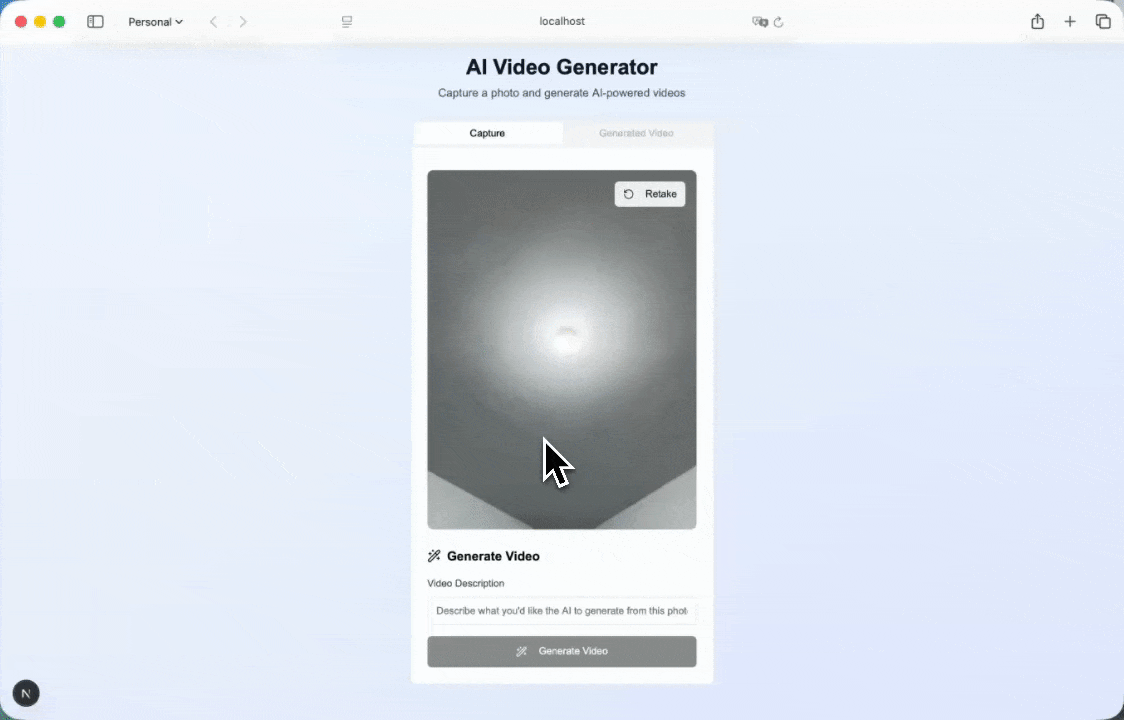 Personal
localhost
AI Video Generator
Capture a photo and generate AI-powered videos
Capture
Generated Video
Retake
Generate Video
Video Description
Describe what you'd like the AI to generate from this phot
Generate Video
N